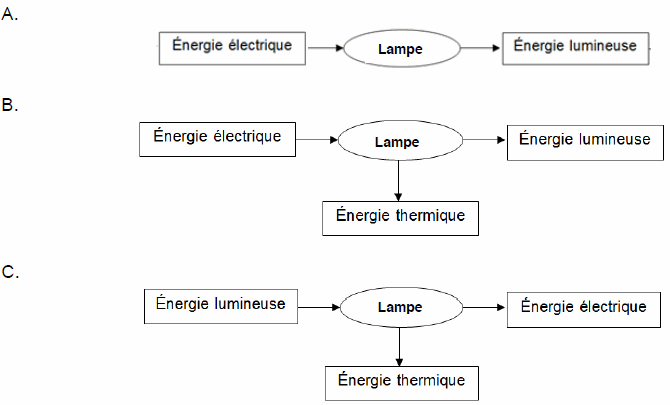 A.
Énergie électrique Lampe Énergie lumineuse
B.
Énergie électrique Lampe Énergie lumineuse
Énergie thermique
C.
Énergie lumineuse Lampe Énergie électrique
Énergie thermique